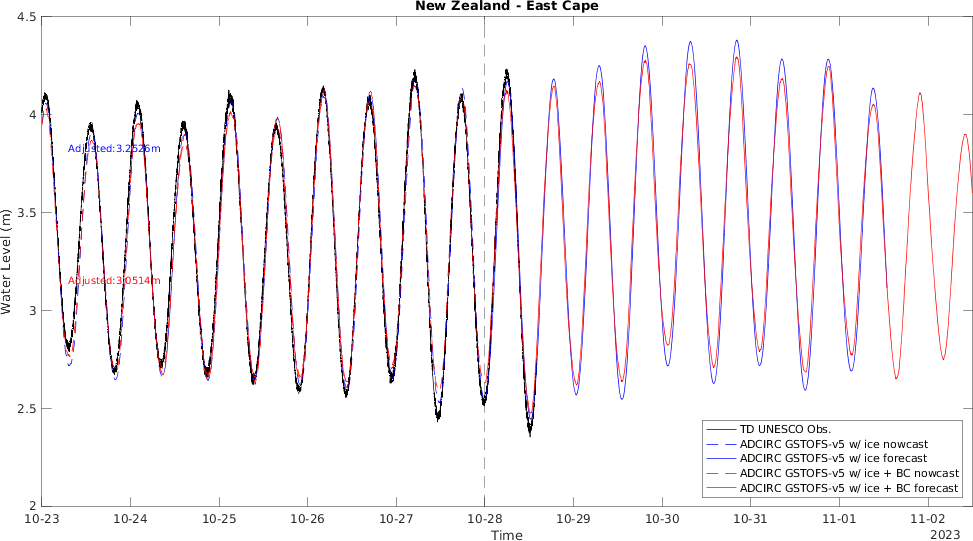 New Zealand - East Cape
4.5
4
3.5
3
2.5
2
Water Level (m)
Adjusted:3.2526m
Adjusted:3.0514m
TD UNESCO Obs.
ADCIRC GSTOFS-v5 w/ ice nowcast
ADCIRC GSTOFS-v5 w/ ice forecast
ADCIRC GSTOFS-v5 w/ ice + BC nowcast
ADCIRC GSTOFS-v5 w/ ice + BC forecast
10-23 10-24 10-25 10-26 10-27 10-28 10-29 10-30 10-31 11-01 11-02
Time
2023